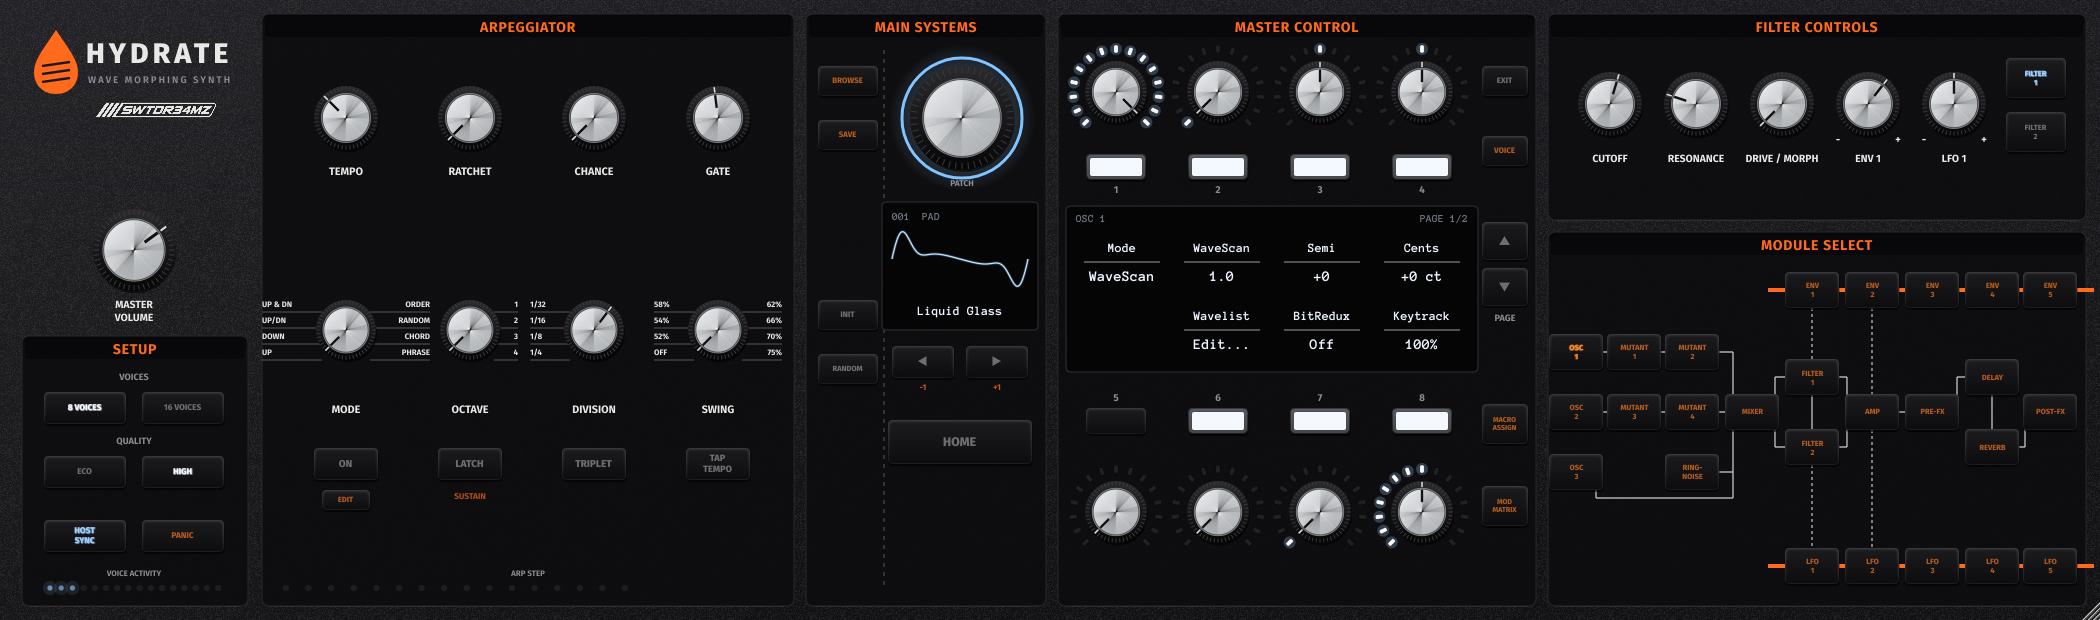 HYDRATE
WAVE MORPHING SYNTH
SWTDR34MZ
MASTER
VOLUME
SETUP
VOICES
8 VOICES
16 VOICES
QUALITY
ECO
HIGH
HOST
SYNC
PANIC
VOICE ACTIVITY
ARPEGGIATOR
TEMPO
RATCHET
CHANCE
GATE
UP & DN
UP/DN
DOWN
UP
ORDER
RANDOM
CHORD
PHRASE
1
2
3
4
1/32
1/16
1/8
1/4
58%
54%
52%
OFF
62%
66%
70%
75%
MODE
OCTAVE
DIVISION
SWING
ON
LATCH
TRIPLET
TAP
TEMPO
EDIT
SUSTAIN
ARP STEP
MAIN SYSTEMS
BROWSE
SAVE
PATCH
001 PAD
Liquid Glass
INIT
RANDOM
-1
+1
HOME
MASTER CONTROL
EXIT
VOICE
1
2
3
4
OSC 1
PAGE 1/2
Mode
WaveScan
Semi
Cents
WaveScan
1.0
+0
+0 ct
Wavelist
BitRedux
Keytrack
Edit...
Off
100%
PAGE
5
6
7
8
MACRO
ASSIGN
MOD
MATRIX
FILTER CONTROLS
FILTER
1
FILTER
2
- +
- +
CUTOFF
RESONANCE
DRIVE / MORPH
ENV 1
LFO 1
MODULE SELECT
ENV
1
ENV
2
ENV
3
ENV
4
ENV
5
OSC
1
MUTANT
1
MUTANT
2
FILTER
1
DELAY
OSC
2
MUTANT
3
MUTANT
4
MIXER
AMP
PRE-FX
POST-FX
FILTER
2
REVERB
OSC
3
RING-
NOISE
LFO
1
LFO
2
LFO
3
LFO
4
LFO
5